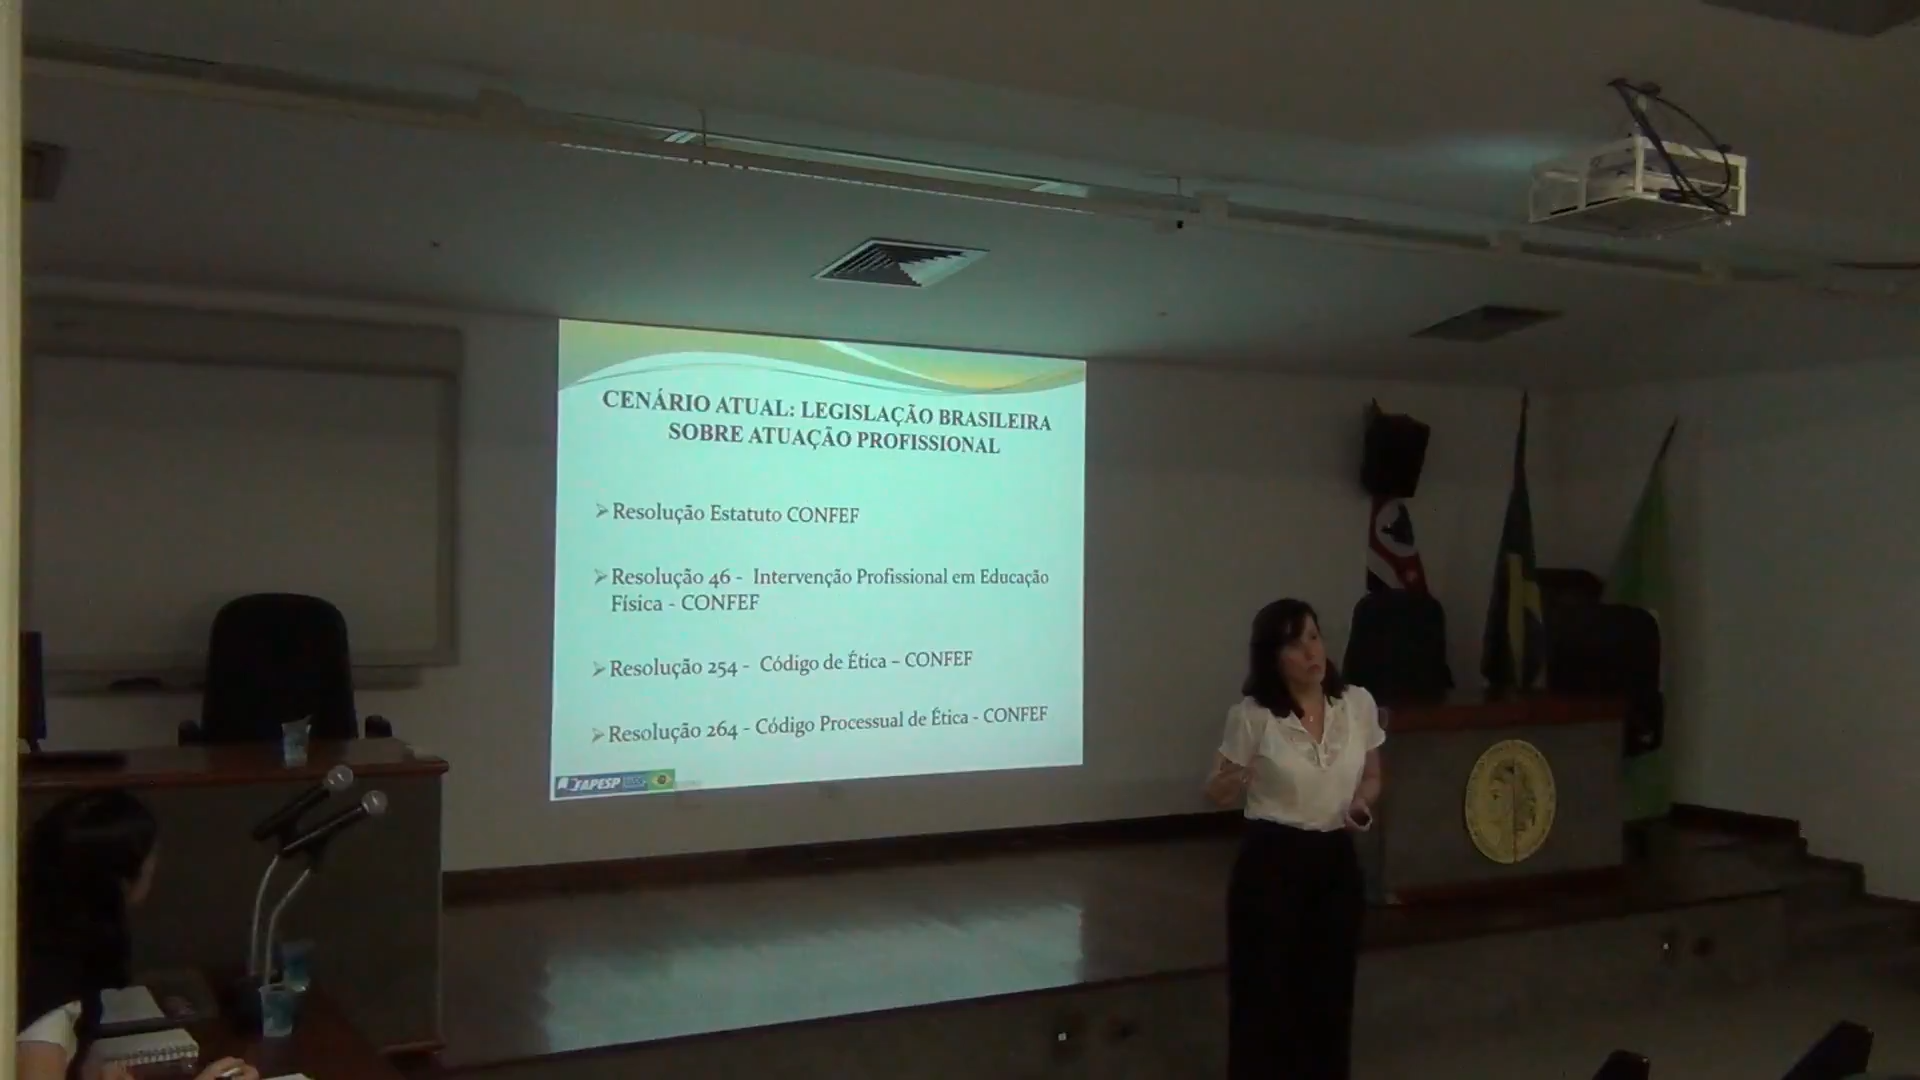 CENÁRIO ATUAL: LEGISLAÇÃO BRASILEIRA
SOBRE ATUAÇÃO PROFISSIONAL
➢Resolução Estatuto CONFEF
➢Resolução 46 - Intervenção Profissional em Educação
Física - CONFEF
➢Resolução 254 - Código de Ética – CONFEF
➢Resolução 264 - Código Processual de Ética - CONFEF
FAPESP